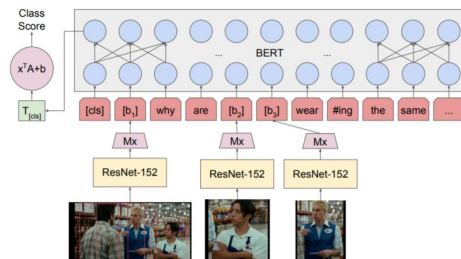 Class
Score
x^T A+b
T[cls]
...
BERT
...
[cls] [b1] why are [b2] [b3] wear #ing the same ...
Mx Mx Mx
ResNet-152 ResNet-152 ResNet-152